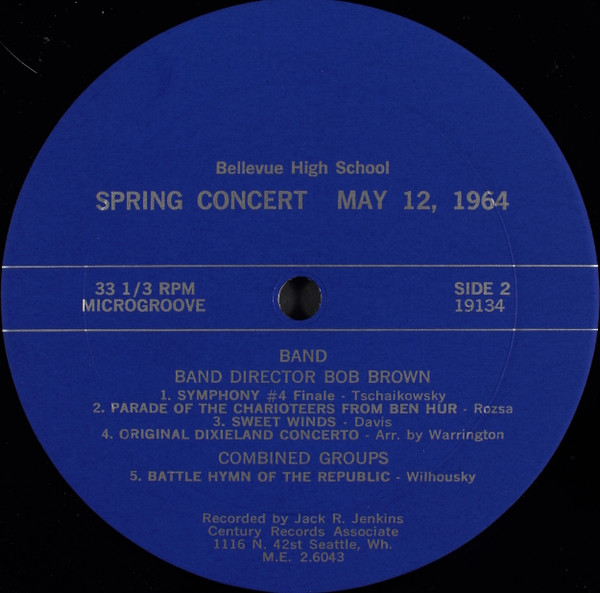 Bellevue High School
SPRING CONCERT MAY 12, 1964
33 1/3 RPM
MICROGROOVE
SIDE 2
19134
BAND
BAND DIRECTOR BOB BROWN
1. SYMPHONY #4 Finale - Tschaikowsky
2. PARADE OF THE CHARIOTEERS FROM BEN HUR - Rozsa
3. SWEET WINDS - Davis
4. ORIGINAL DIXIELAND CONCERTO - Arr. by Warrington
COMBINED GROUPS
5. BATTLE HYMN OF THE REPUBLIC - Wilhousky
Recorded by Jack R. Jenkins
Century Records Associate
1116 N. 42st Seattle, Wh.
M.E. 2.6043